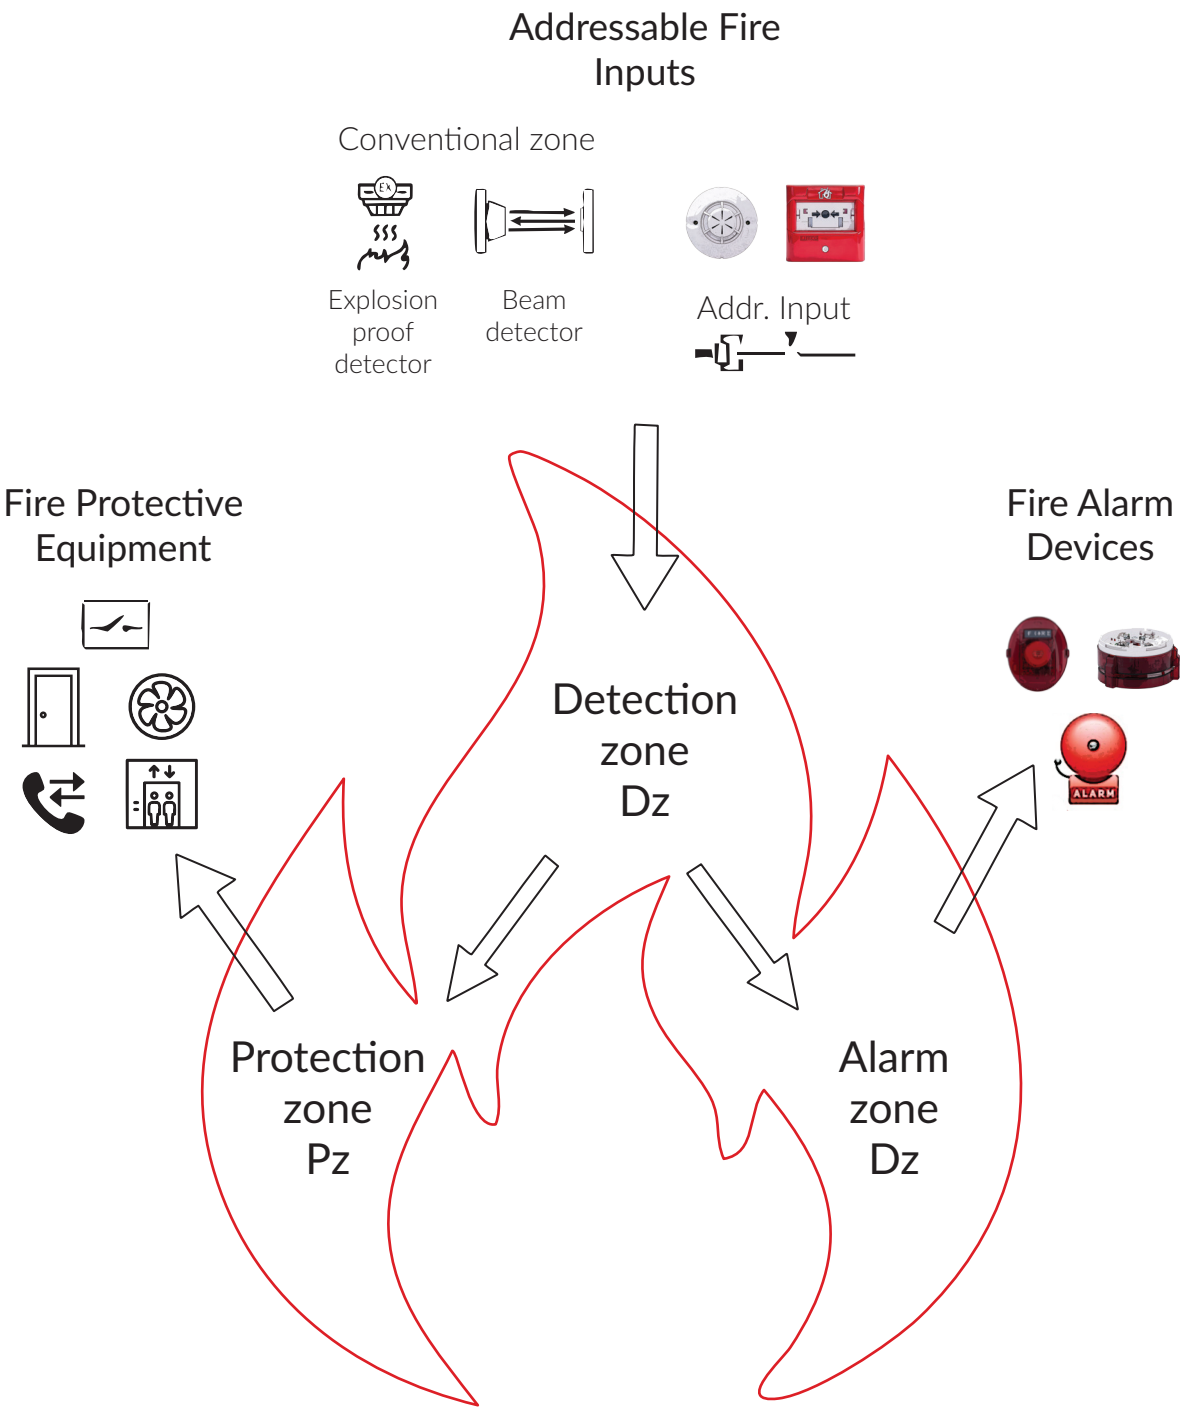 Addressable Fire
Inputs
Conventional zone
EX
Explosion
proof
detector
Beam
detector
Addr. Input
Fire Protective
Equipment
Fire Alarm
Devices
ALARM
Detection
zone
Dz
Protection
zone
Pz
Alarm
zone
Dz